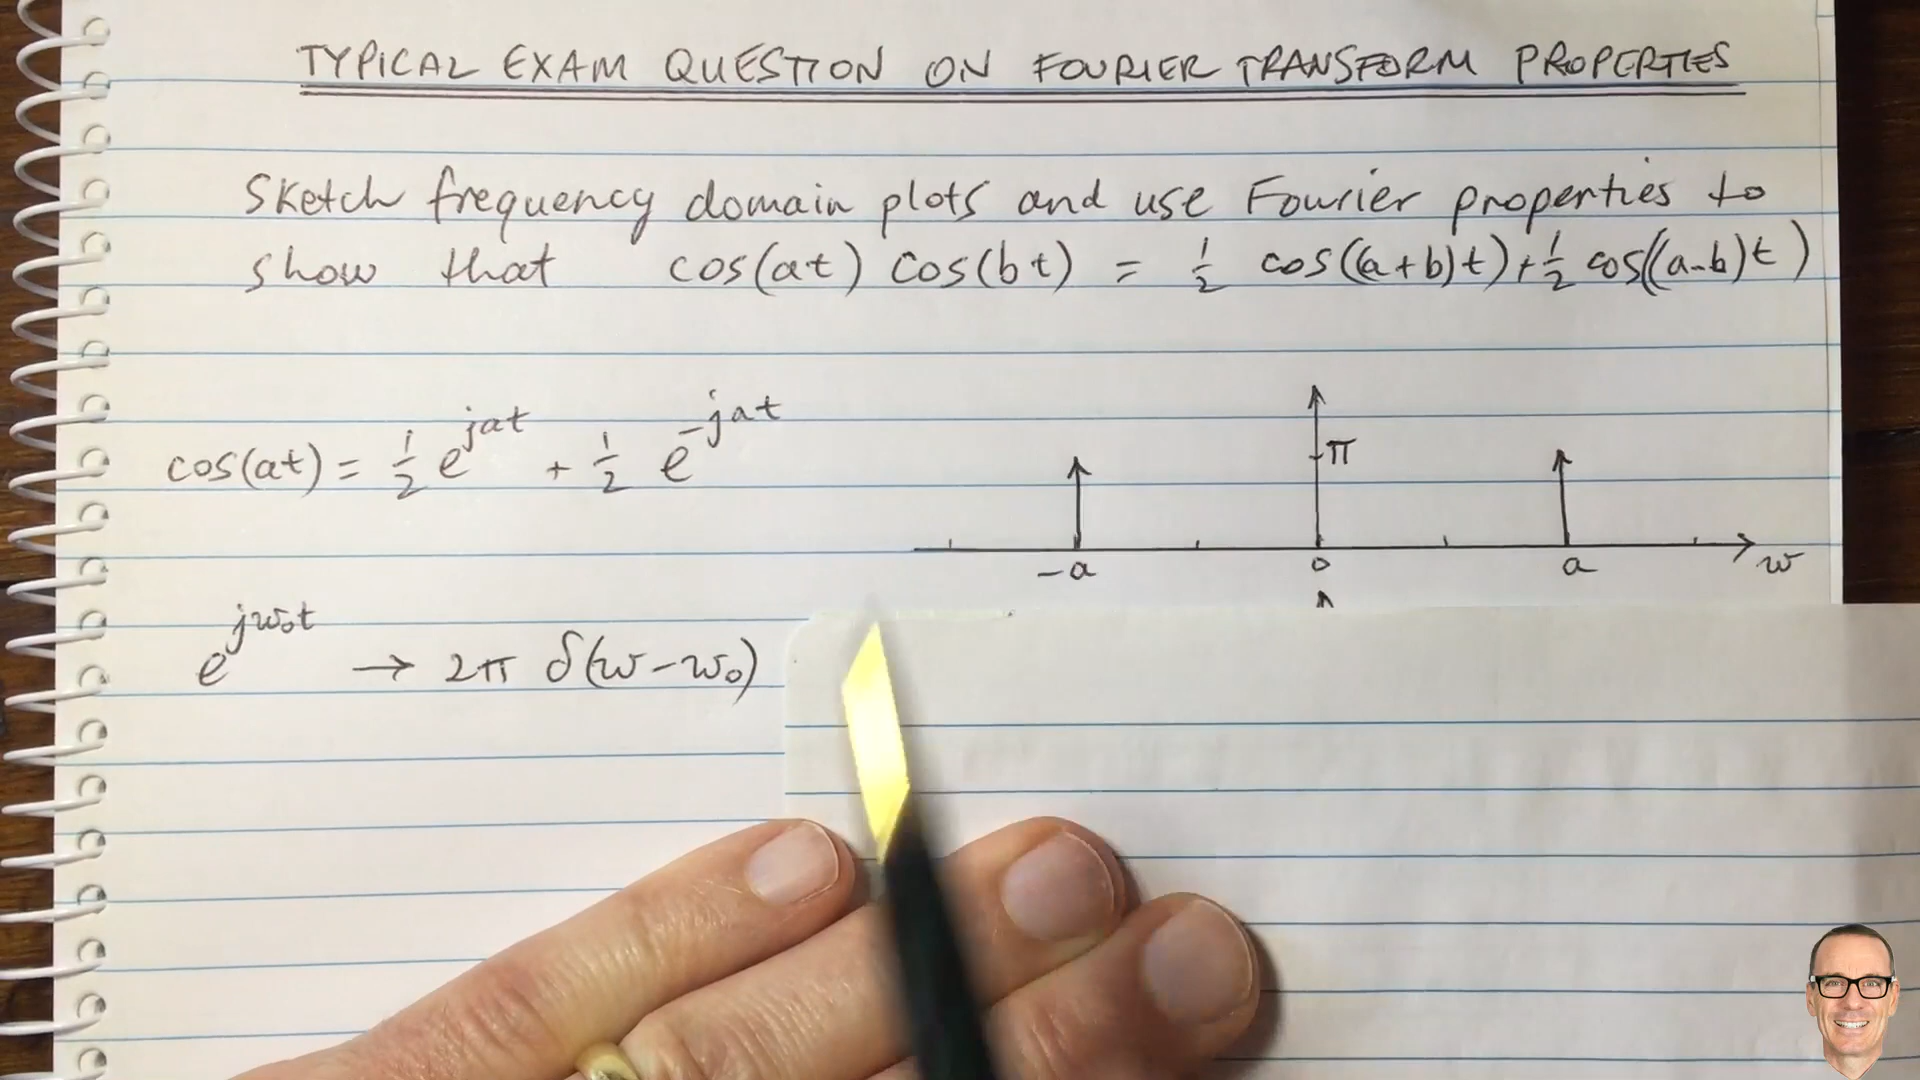 TYPICAL EXAM QUESTION ON FOURIER TRANSFORM PROPERTIES
Sketch frequency domain plots and use Fourier properties to
show that cos(at) cos(bt) = 1/2 cos((a+b)t) + 1/2 cos((a-b)t)
cos(at) = 1/2 e^{jat} + 1/2 e^{-jat}
π
-a 0 a w
e^{jw₀t} → 2π δ(w-w₀)